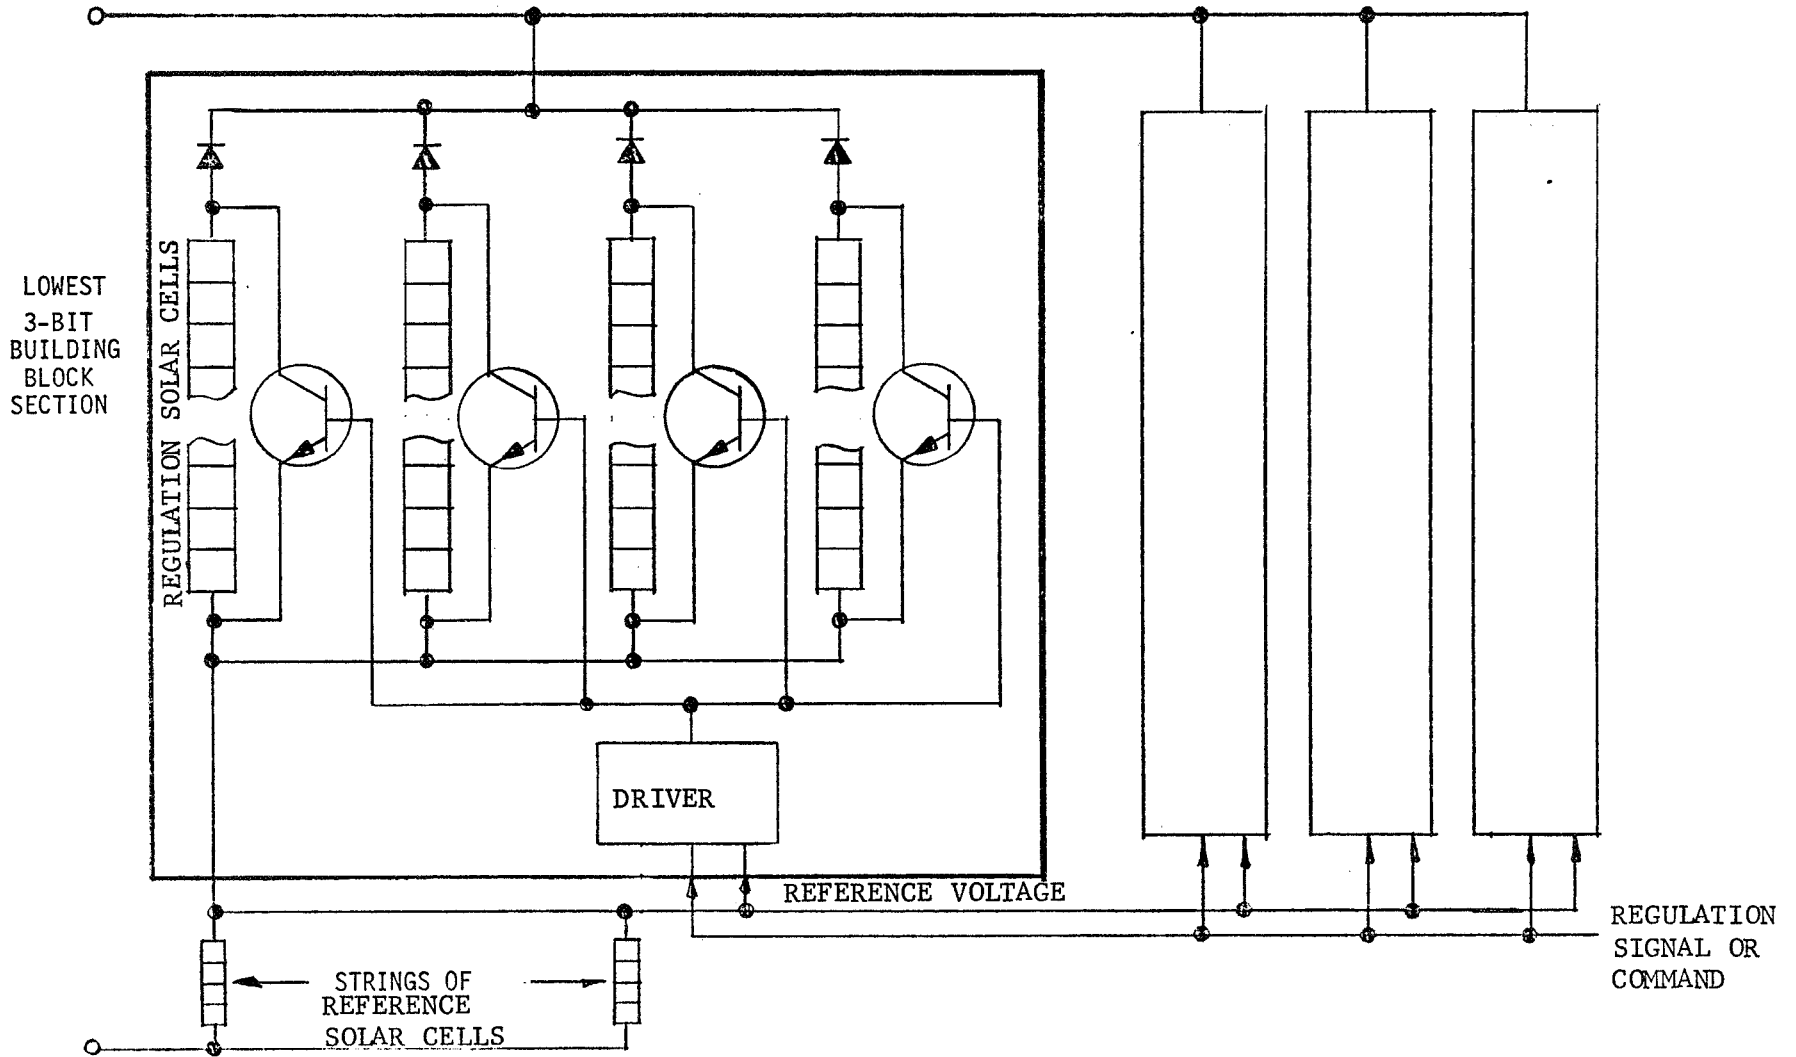 LOWEST
3-BIT
BUILDING
BLOCK
SECTION
REGULATION SOLAR CELLS
DRIVER
REFERENCE VOLTAGE
REGULATION
SIGNAL OR
COMMAND
STRINGS OF
REFERENCE
SOLAR CELLS